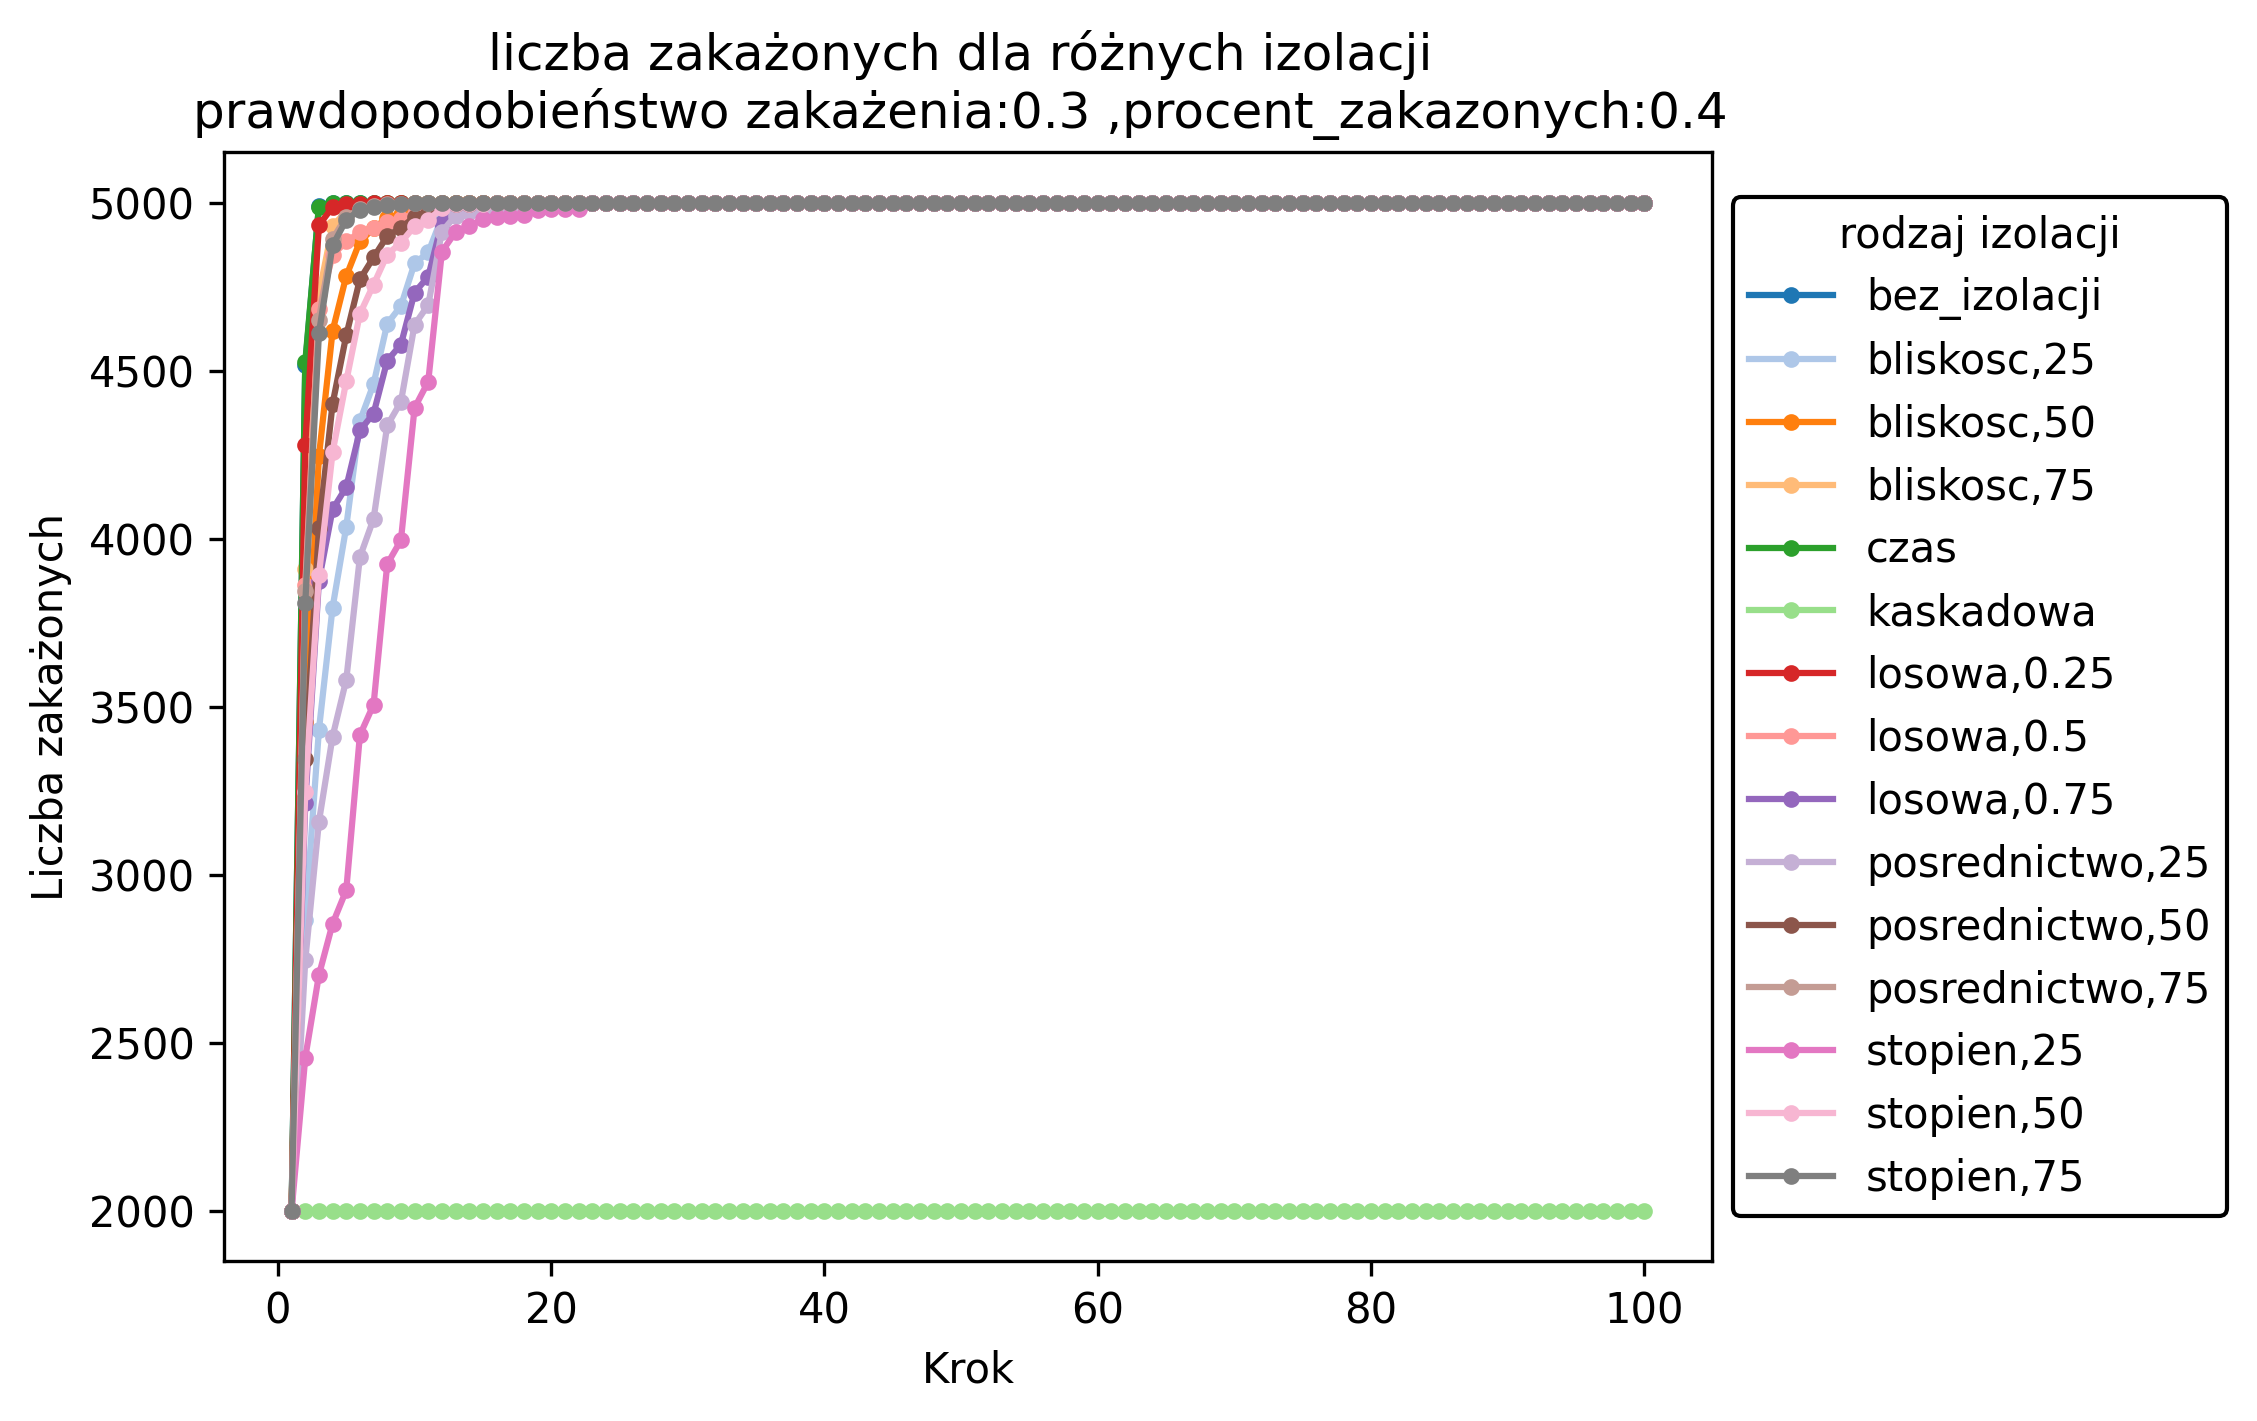 liczba zakażonych dla różnych izolacji
prawdopodobieństwo zakażenia:0.3 ,procent_zakazonych:0.4
Liczba zakażonych
5000
4500
4000
3500
3000
2500
2000
0 20 40 60 80 100
Krok
rodzaj izolacji
bez_izolacji
bliskosc,25
bliskosc,50
bliskosc,75
czas
kaskadowa
losowa,0.25
losowa,0.5
losowa,0.75
posrednictwo,25
posrednictwo,50
posrednictwo,75
stopien,25
stopien,50
stopien,75